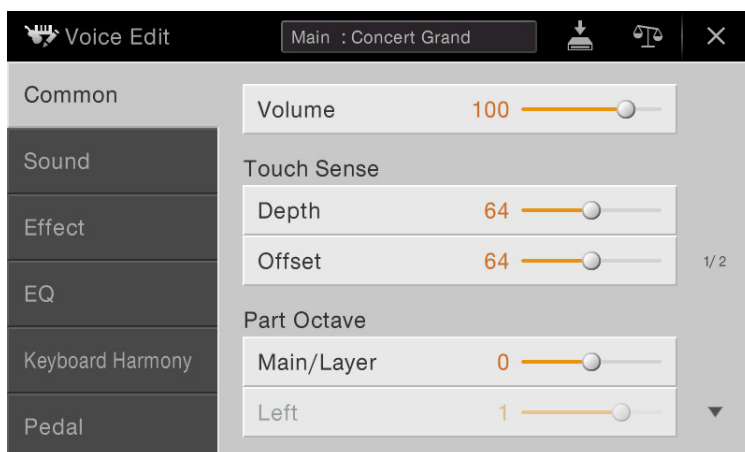 Voice Edit
Main : Concert Grand
Common
Sound
Effect
EQ
Keyboard Harmony
Pedal
Volume 100
Touch Sense
Depth 64
Offset 64
Part Octave
Main/Layer 0
Left 1
1/2